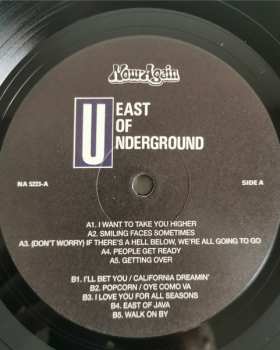 Now Again
EAST
OF
UNDERGROUND
NA 5223-A
SIDE A
A1. I WANT TO TAKE YOU HIGHER
A2. SMILING FACES SOMETIMES
A3. (DON'T WORRY) IF THERE'S A HELL BELOW, WE'RE ALL GOING TO GO
A4. PEOPLE GET READY
A5. GETTING OVER
B1. I'LL BET YOU / CALIFORNIA DREAMIN'
B2. POPCORN / OYE COMO VA
B3. I LOVE YOU FOR ALL SEASONS
B4. EAST OF JAVA
B5. WALK ON BY